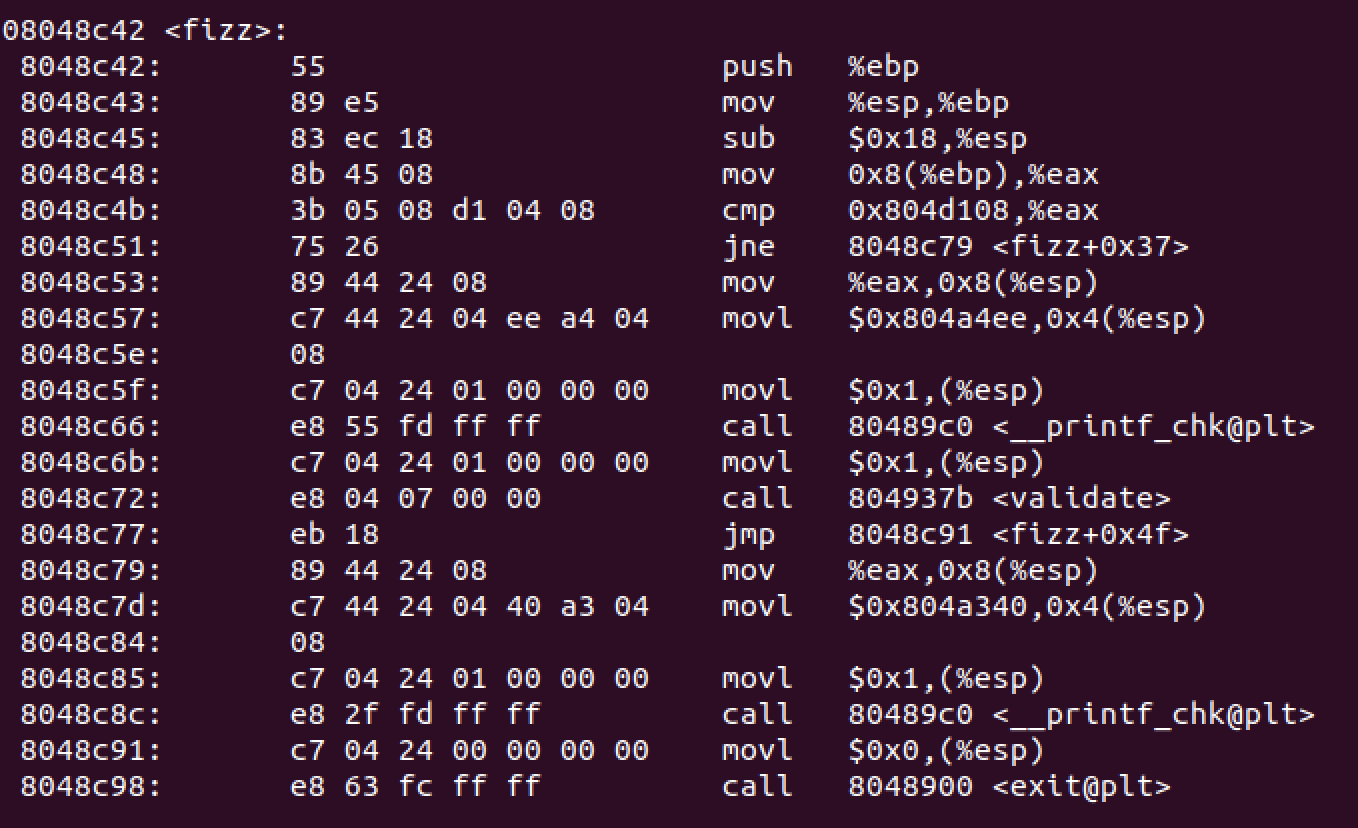 08048c42 <fizz>:
8048c42: 55 push %ebp
8048c43: 89 e5 mov %esp,%ebp
8048c45: 83 ec 18 sub $0x18,%esp
8048c48: 8b 45 08 mov 0x8(%ebp),%eax
8048c4b: 3b 05 08 d1 04 08 cmp 0x804d108,%eax
8048c51: 75 26 jne 8048c79 <fizz+0x37>
8048c53: 89 44 24 08 mov %eax,0x8(%esp)
8048c57: c7 44 24 04 ee a4 04 movl $0x804a4ee,0x4(%esp)
8048c5e: 08
8048c5f: c7 04 24 01 00 00 00 movl $0x1,(%esp)
8048c66: e8 55 fd ff ff call 80489c0 <__printf_chk@plt>
8048c6b: c7 04 24 01 00 00 00 movl $0x1,(%esp)
8048c72: e8 04 07 00 00 call 804937b <validate>
8048c77: eb 18 jmp 8048c91 <fizz+0x4f>
8048c79: 89 44 24 08 mov %eax,0x8(%esp)
8048c7d: c7 44 24 04 40 a3 04 movl $0x804a340,0x4(%esp)
8048c84: 08
8048c85: c7 04 24 01 00 00 00 movl $0x1,(%esp)
8048c8c: e8 2f fd ff ff call 80489c0 <__printf_chk@plt>
8048c91: c7 04 24 00 00 00 00 movl $0x0,(%esp)
8048c98: e8 63 fc ff ff call 8048900 <exit@plt>